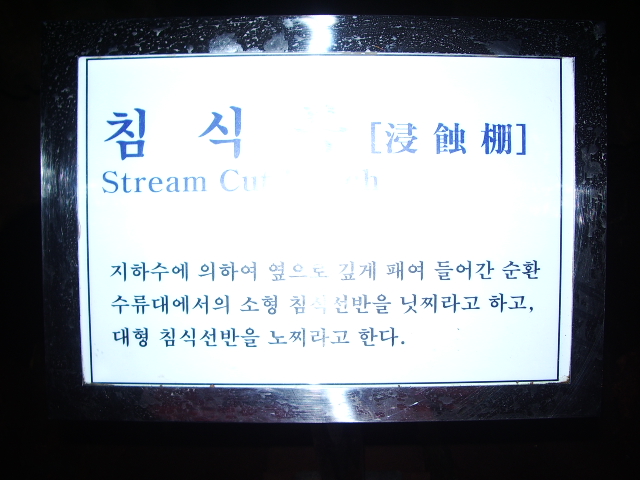 침 식 [浸 蝕 棚]
Stream
지하수에 의하여 옆으로 깊게 패여 들어간 순환
수류대에서의 소형 침식선반을 닛찌라고 하고,
대형 침식선반을 노찌라고 한다.